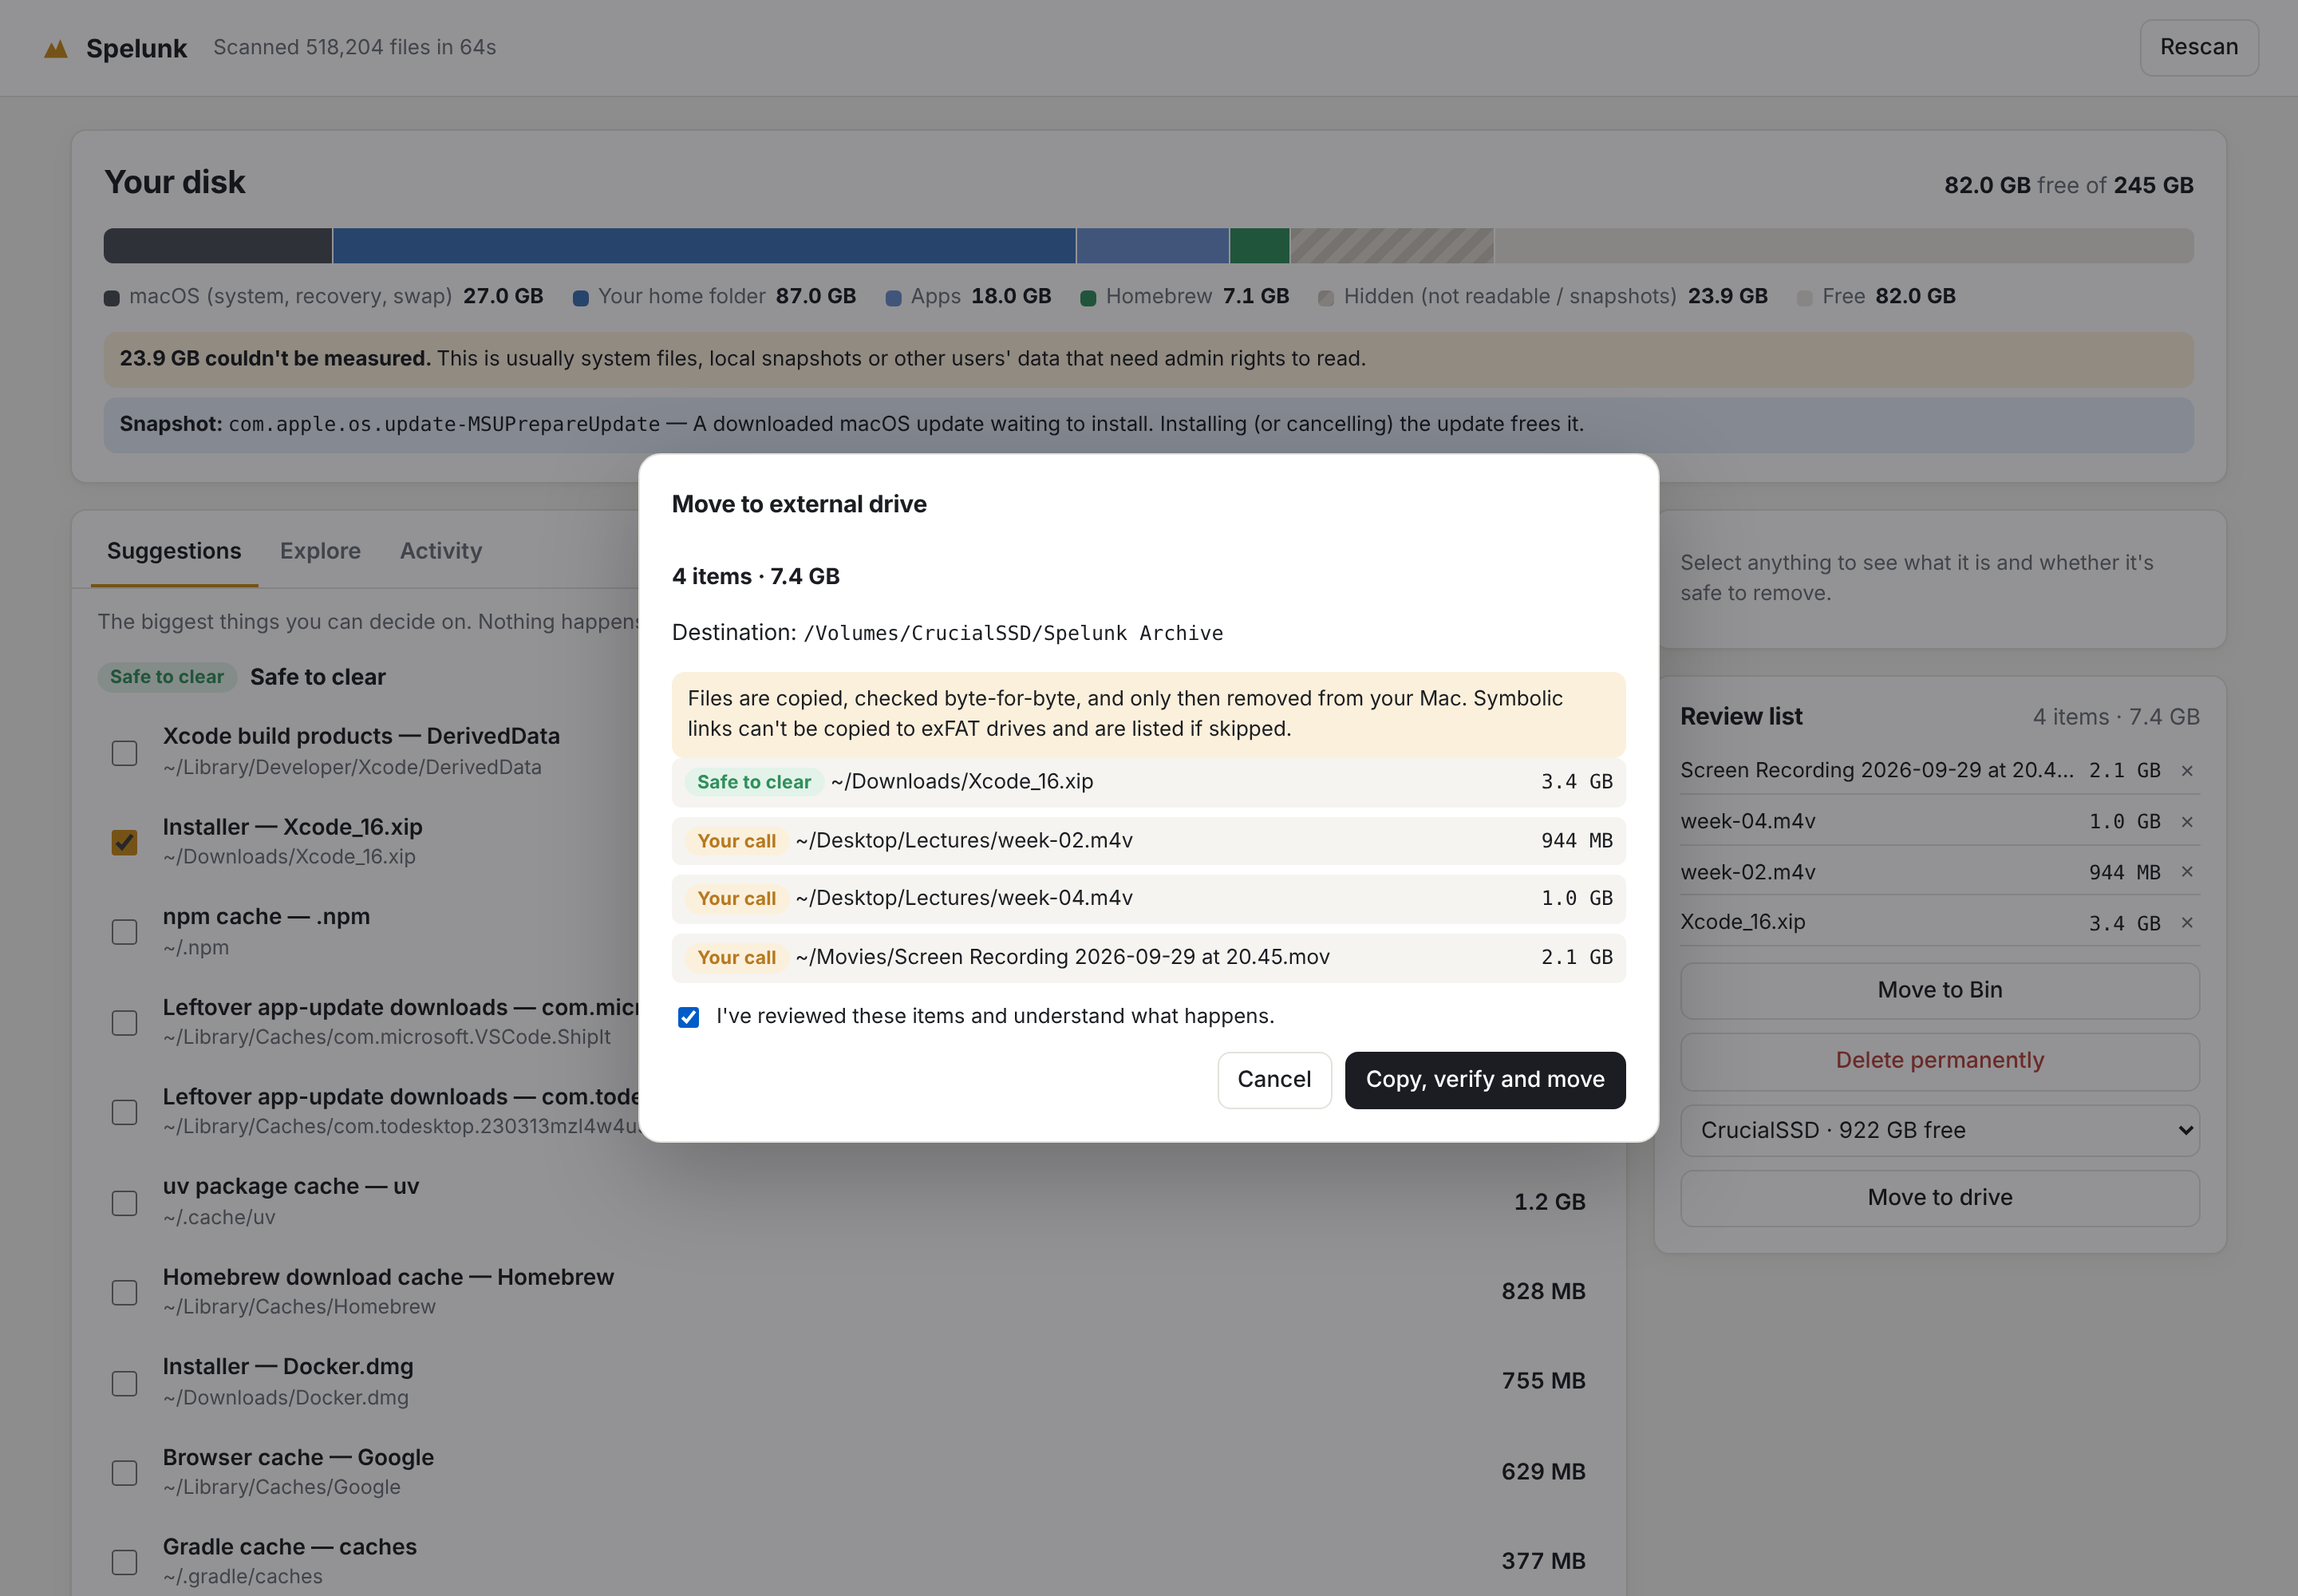 Spelunk Scanned 518,204 files in 64s Rescan
Your disk 82.0 GB free of 245 GB
macOS (system, recovery, swap) 27.0 GB Your home folder 87.0 GB Apps 18.0 GB Homebrew 7.1 GB Hidden (not readable / snapshots) 23.9 GB Free 82.0 GB
23.9 GB couldn't be measured. This is usually system files, local snapshots or other users' data that need admin rights to read.
Snapshot: com.apple.os.update-MSUPrepareUpdate — A downloaded macOS update waiting to install. Installing (or cancelling) the update frees it.
Suggestions Explore Activity
The biggest things you can decide on. Nothing happens
Safe to clear Safe to clear
Xcode build products — DerivedData
~/Library/Developer/Xcode/DerivedData
Installer — Xcode_16.xip
~/Downloads/Xcode_16.xip
npm cache — .npm
~/.npm
Leftover app-update downloads — com.micr
~/Library/Caches/com.microsoft.VSCode.ShipIt
Leftover app-update downloads — com.tode
~/Library/Caches/com.todesktop.230313mzl4w4u
uv package cache — uv
~/.cache/uv
1.2 GB
Homebrew download cache — Homebrew
~/Library/Caches/Homebrew
828 MB
Installer — Docker.dmg
~/Downloads/Docker.dmg
755 MB
Browser cache — Google
~/Library/Caches/Google
629 MB
Gradle cache — caches
~/.gradle/caches
377 MB
Move to external drive
4 items · 7.4 GB
Destination: /Volumes/CrucialSSD/Spelunk Archive
Files are copied, checked byte-for-byte, and only then removed from your Mac. Symbolic
links can't be copied to exFAT drives and are listed if skipped.
Safe to clear ~/Downloads/Xcode_16.xip 3.4 GB
Your call ~/Desktop/Lectures/week-02.m4v 944 MB
Your call ~/Desktop/Lectures/week-04.m4v 1.0 GB
Your call ~/Movies/Screen Recording 2026-09-29 at 20.45.mov 2.1 GB
I've reviewed these items and understand what happens.
Cancel Copy, verify and move
Select anything to see what it is and whether it's
safe to remove.
Review list 4 items · 7.4 GB
Screen Recording 2026-09-29 at 20.4... 2.1 GB ×
week-04.m4v 1.0 GB ×
week-02.m4v 944 MB ×
Xcode_16.xip 3.4 GB ×
Move to Bin
Delete permanently
CrucialSSD · 922 GB free
Move to drive